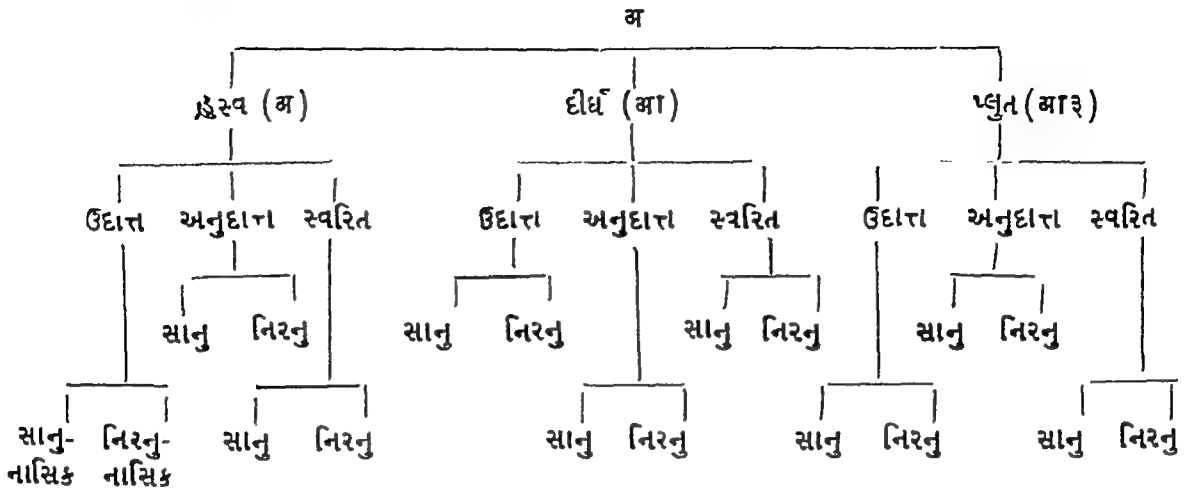 अ
હ્રસ્વ (अ) દીર્ઘ (आ) પ્લુત (आ३)
ઉદાત્ત અનુદાત્ત સ્વરિત ઉદાત્ત અનુદાત્ત સ્વરિત ઉદાત્ત અનુદાત્ત સ્વરિત
સાનુ નિરનુ સાનુ નિરનુ સાનુ નિરનુ સાનુ નિરનુ
સાનુ- નિરનુ- સાનુ નિરનુ સાનુ નિરનુ સાનુ નિરનુ સાનુ નિરનુ
નાસિક નાસિક